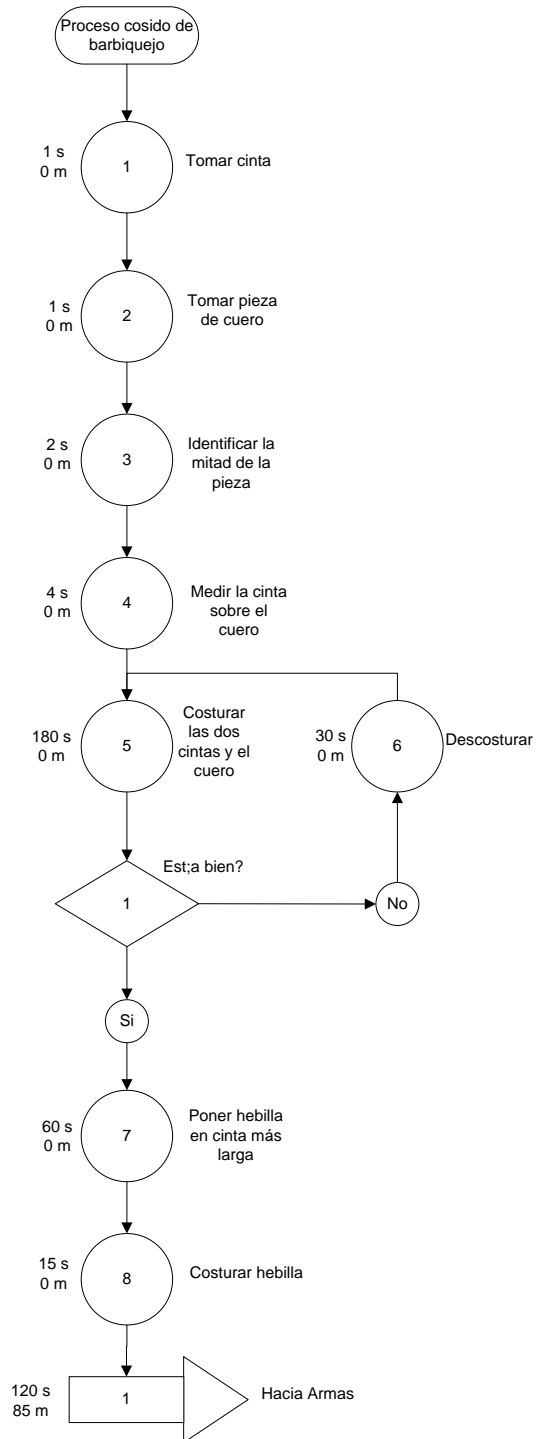 Proceso cosido de
barbiquejo
1 s
0 m
1
Tomar cinta
1 s
0 m
2
Tomar pieza
de cuero
2 s
0 m
3
Identificar la
mitad de la
pieza
4 s
0 m
4
Medir la cinta
sobre el
cuero
180 s
0 m
5
Costurar
las dos
cintas y el
cuero
30 s
0 m
6
Descosturar
Est;a bien?
1
No
Si
60 s
0 m
7
Poner hebilla
en cinta más
larga
15 s
0 m
8
Costurar hebilla
120 s
85 m
1
Hacia Armas